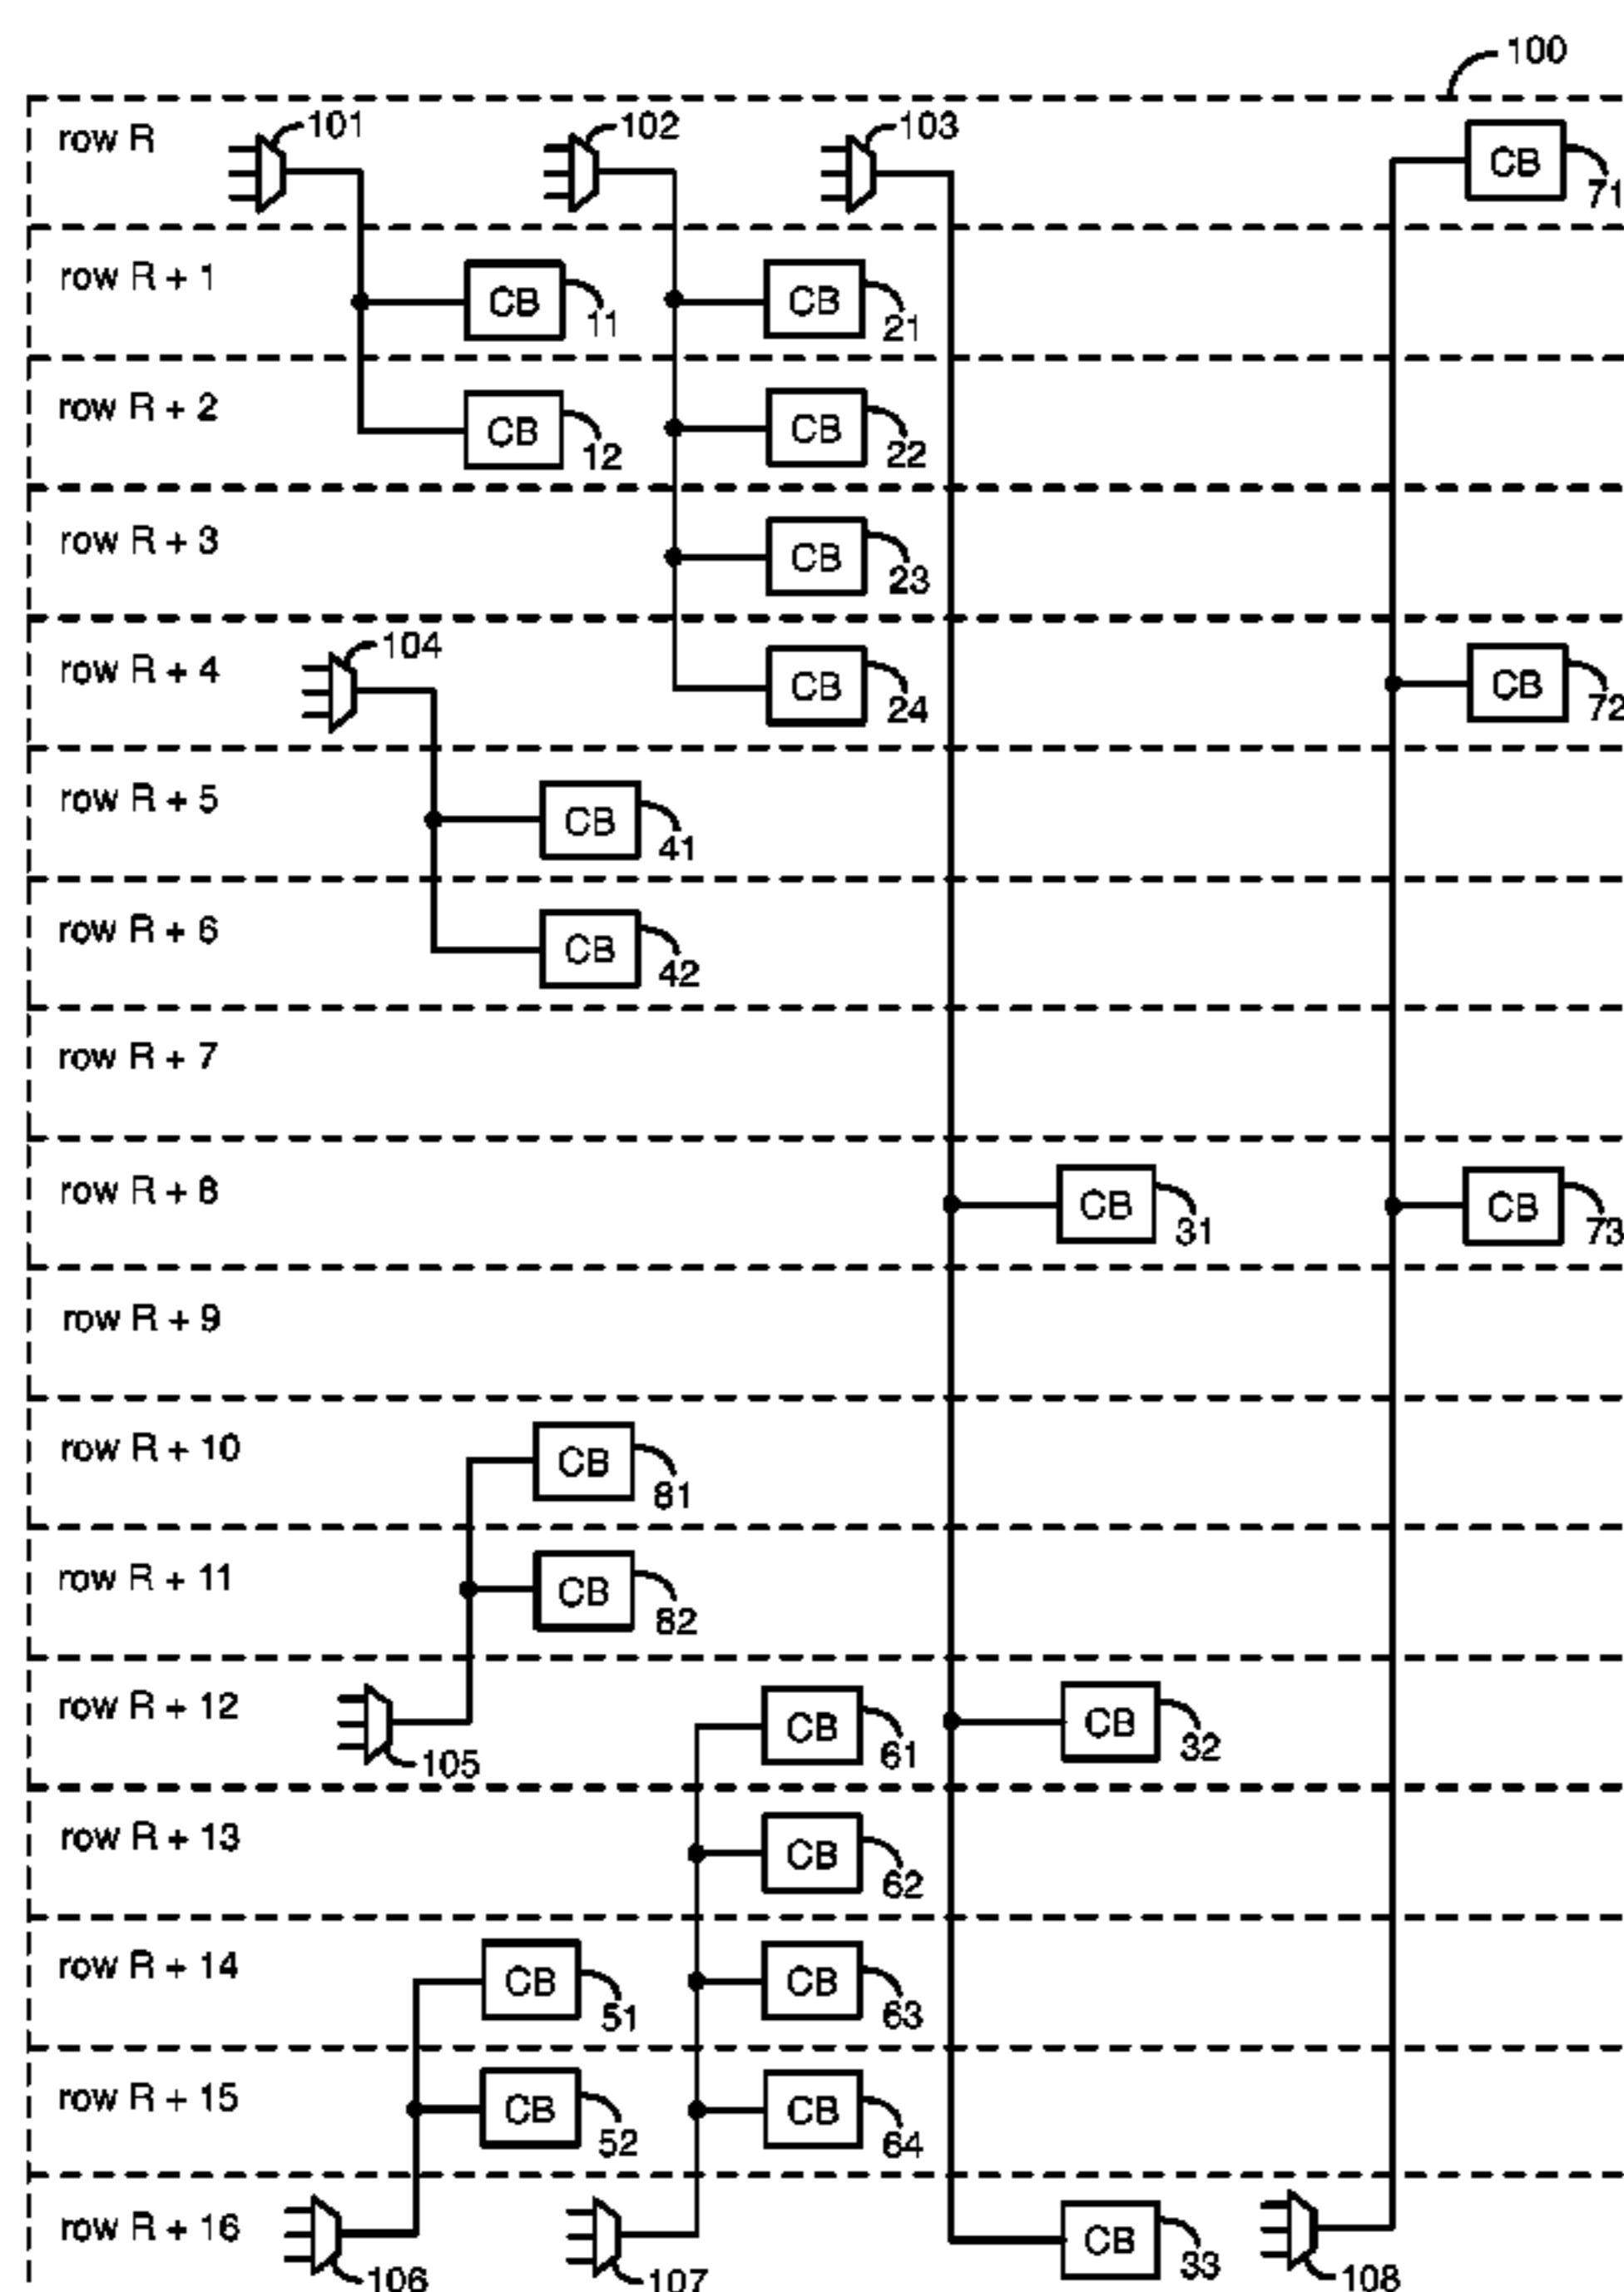 100
row R 101 102 103 CB 71
row R + 1 CB 11 CB 21
row R + 2 CB 12 CB 22
row R + 3 CB 23
row R + 4 104 CB 24 CB 72
row R + 5 CB 41
row R + 6 CB 42
row R + 7
row R + 8 CB 31 CB 73
row R + 9
row R + 10 CB 81
row R + 11 CB 82
row R + 12 105 CB 61 CB 32
row R + 13 CB 62
row R + 14 CB 51 CB 63
row R + 15 CB 52 CB 64
row R + 16 106 107 CB 33 108